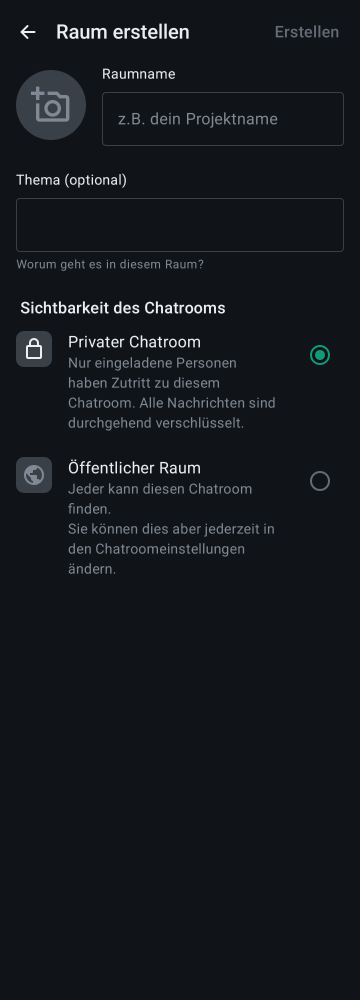 Raum erstellen
Erstellen
Raumname
z.B. dein Projektname
Thema (optional)
Worum geht es in diesem Raum?
Sichtbarkeit des Chatrooms
Privater Chatroom
Nur eingeladene Personen
haben Zutritt zu diesem
Chatroom. Alle Nachrichten sind
durchgehend verschlüsselt.
Öffentlicher Raum
Jeder kann diesen Chatroom
finden.
Sie können dies aber jederzeit in
den Chatroomeinstellungen
ändern.